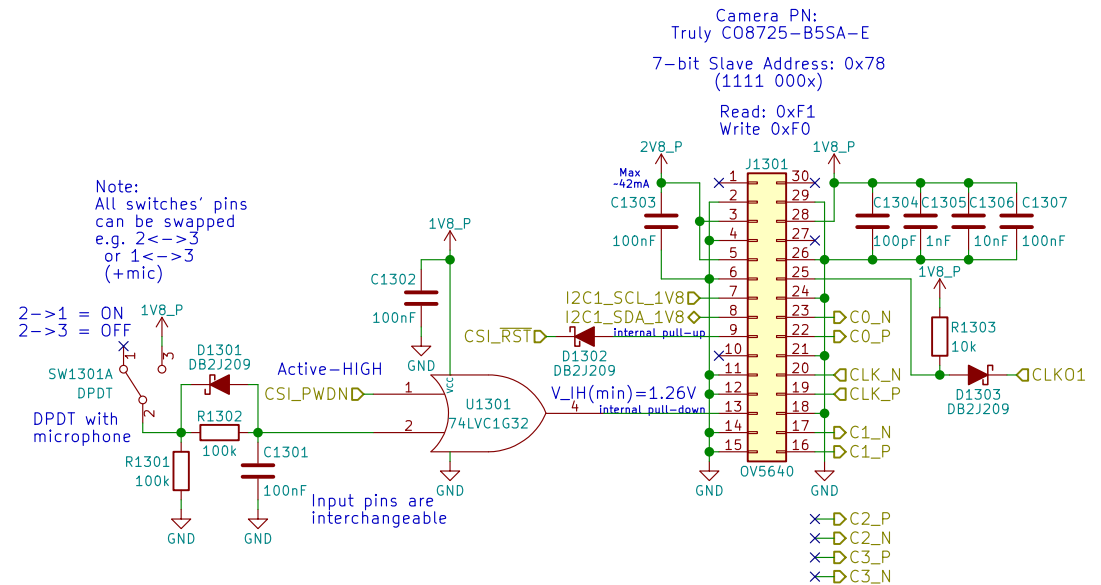 Camera PN:
Truly CO8725-B5SA-E
7-bit Slave Address: 0x78
(1111 000x)
Read: 0xF1
Write 0xF0
2V8_P
J1301
1V8_P
Max
~42mA
C1303
100nF
1
2
3
4
5
6
7
8
9
10
11
12
13
14
15
30
29
28
27
26
25
24
23
22
21
20
19
18
17
16
OV5640
GND
GND
C1304
100pF
C1305
1nF
C1306
10nF
C1307
100nF
1V8_P
R1303
10k
D1303
DB2J209
CLKO1
C0_N
C0_P
CLK_N
CLK_P
C1_N
C1_P
C2_P
C2_N
C3_P
C3_N
Note:
All switches' pins
can be swapped
e.g. 2<->3
or 1<->3
(+mic)
2->1 = ON
2->3 = OFF
1V8_P
1
3
2
SW1301A
DPDT
DPDT with
microphone
D1301
DB2J209
R1302
100k
R1301
100k
GND
C1301
100nF
GND
Active-HIGH
CSI_PWDN
1
2
Input pins are
interchangeable
1V8_P
C1302
100nF
GND
VCC
U1301
74LVC1G32
4
GND
I2C1_SCL_1V8
I2C1_SDA_1V8
CSI_RST
internal pull-up
D1302
DB2J209
V_IH(min)=1.26V
internal pull-down